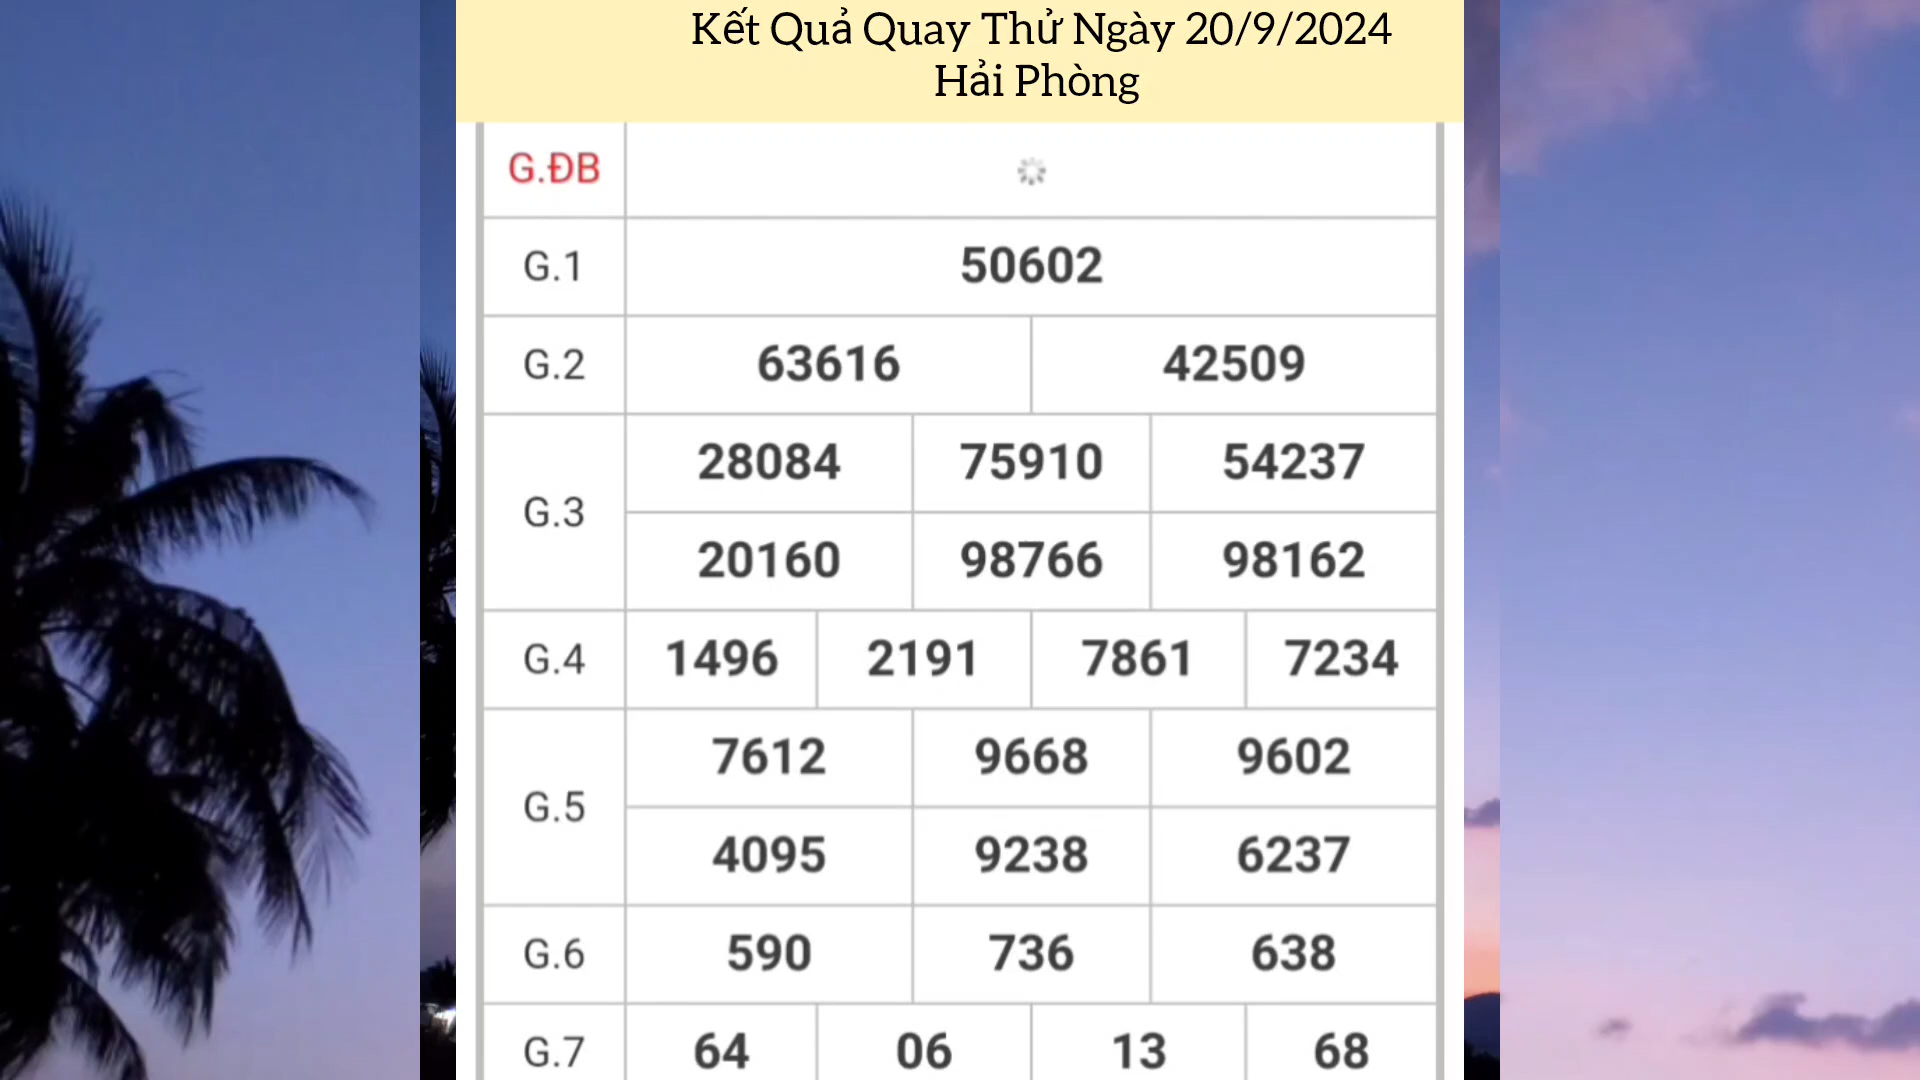 Kết Quả Quay Thử Ngày 20/9/2024
Hải Phòng
G.ĐB
G.1 50602
G.2 63616 42509
G.3
28084 75910 54237
20160 98766 98162
G.4 1496 2191 7861 7234
G.5
7612 9668 9602
4095 9238 6237
G.6 590 736 638
G.7 64 06 13 68